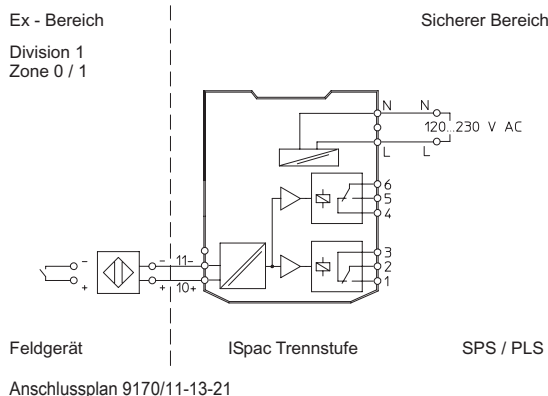 Ex - Bereich
Sicherer Bereich
Division 1
Zone 0 / 1
N
N
120...230 V AC
L
L
6
5
4
3
2
1
-
-
11-
+
+
10+
Feldgerät
ISpac Trennstufe
SPS / PLS
Anschlussplan 9170/11-13-21